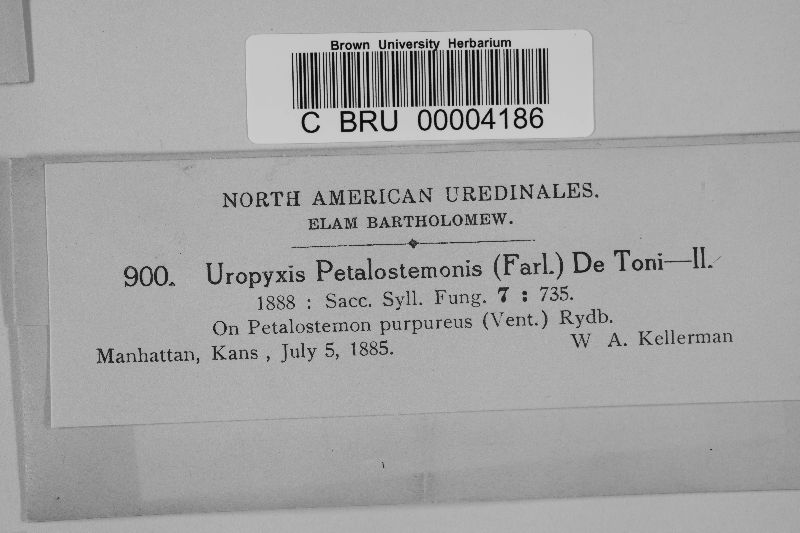 Brown University Herbarium
C BRU 00004186
NORTH AMERICAN UREDINALES.
ELAM BARTHOLOMEW.
900. Uropyxis Petalostemonis (Farl.) De Toni—II.
1888 : Sacc. Syll. Fung. 7 : 735.
On Petalostemon purpureus (Vent.) Rydb.
Manhattan, Kans , July 5, 1885. W A. Kellerman